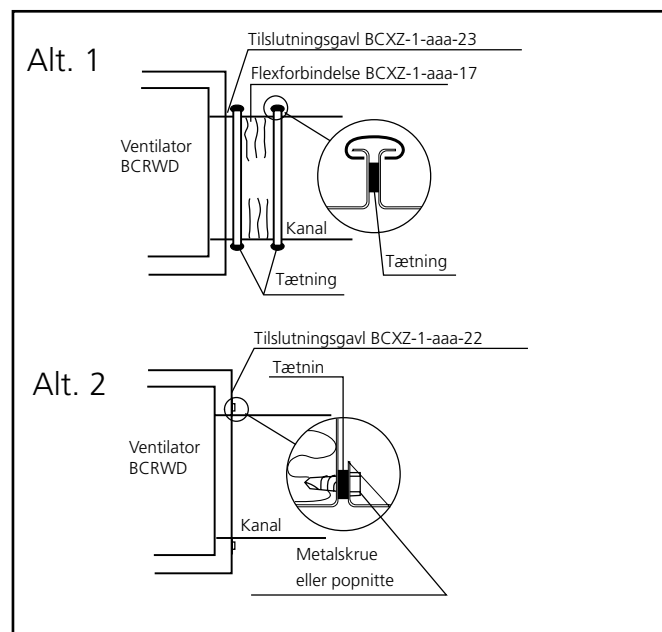 Alt. 1
Tilslutningsgavl BCXZ-1-aaa-23
Flexforbindelse BCXZ-1-aaa-17
Ventilator
BCRWD
Kanal
Tætning
Tætning
Alt. 2
Tilslutningsgavl BCXZ-1-aaa-22
Tætnin
Ventilator
BCRWD
Kanal
Metalskrue
eller popnitte